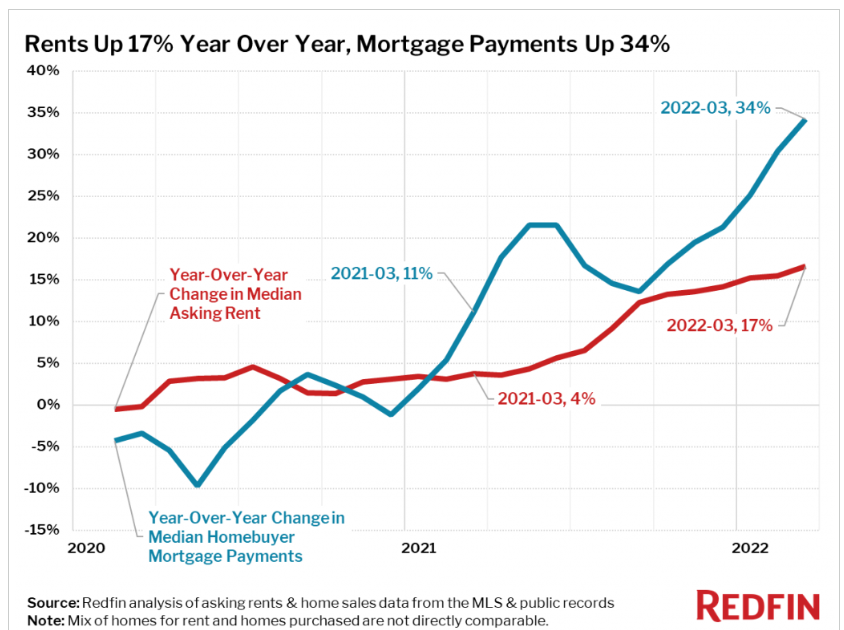 Rents Up 17% Year Over Year, Mortgage Payments Up 34%
40%
35%
30%
25%
20%
15%
10%
5%
0%
-5%
-10%
-15%
2022-03, 34%
Year-Over-Year
Change in Median
Asking Rent
2021-03, 11%
2022-03, 17%
2021-03, 4%
Year-Over-Year Change in
Median Homebuyer
Mortgage Payments
2020
2021
2022
Source: Redfin analysis of asking rents & home sales data from the MLS & public records
Note: Mix of homes for rent and homes purchased are not directly comparable.
REDFIN